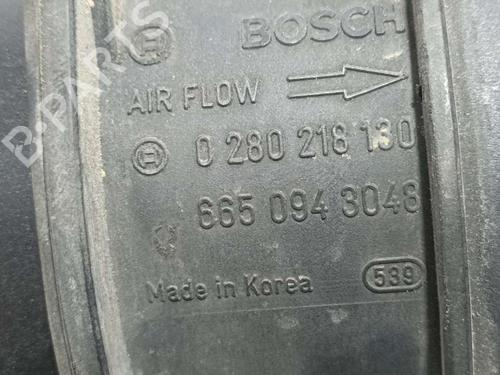 BOSCH
AIR FLOW
0 280 218 130
665 094 3048
Made in Korea 539
B-PARTS